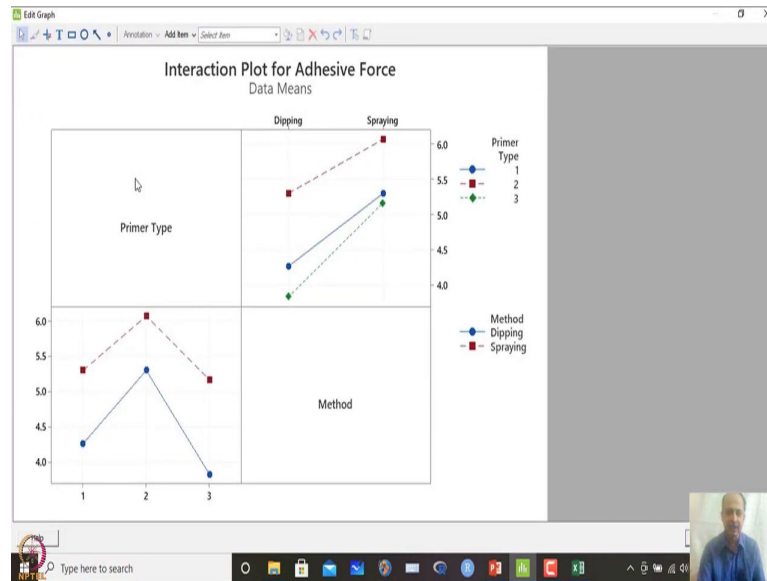 Edit Graph
T Annotation Add Item Select Item
Interaction Plot for Adhesive Force
Data Means
Dipping Spraying
Primer Type
6.0
5.5
5.0
4.5
4.0
Primer
Type
1
2
3
6.0
5.5
5.0
4.5
4.0
1 2 3
Method
Method
Dipping
Spraying
Help
NPTEL
Type here to search